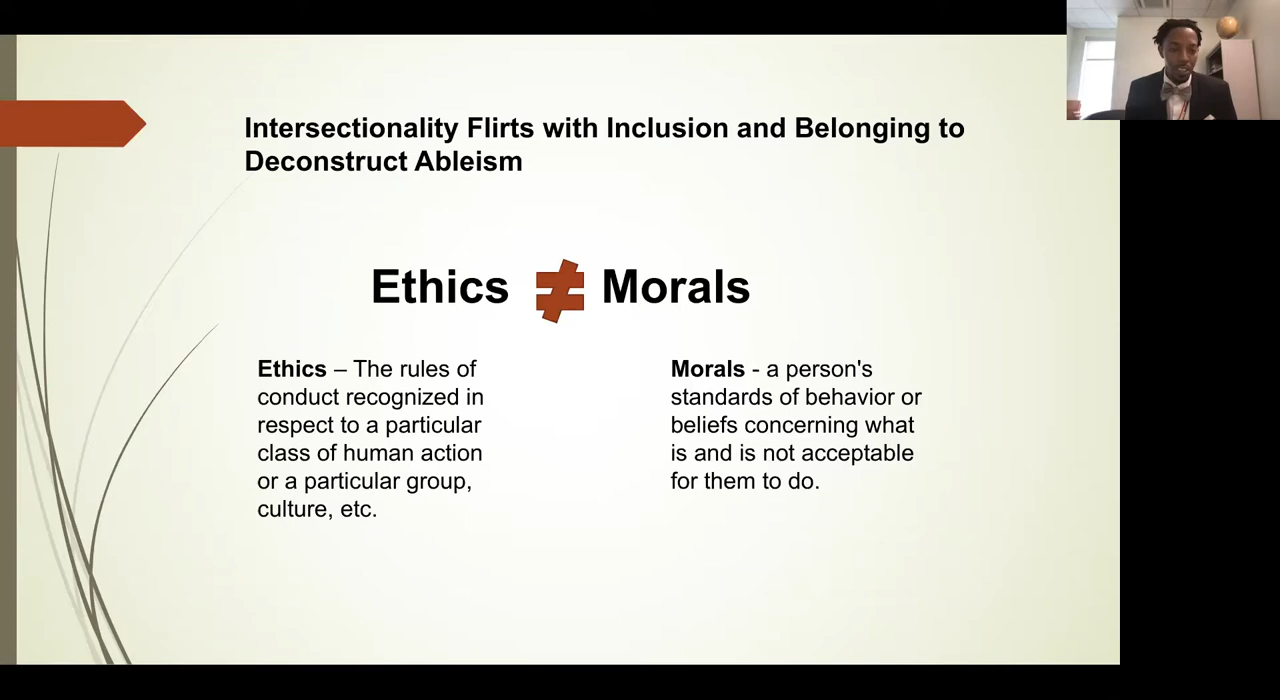 Intersectionality Flirts with Inclusion and Belonging to
Deconstruct Ableism
Ethics ≠ Morals
Ethics – The rules of
conduct recognized in
respect to a particular
class of human action
or a particular group,
culture, etc.
Morals - a person's
standards of behavior or
beliefs concerning what
is and is not acceptable
for them to do.